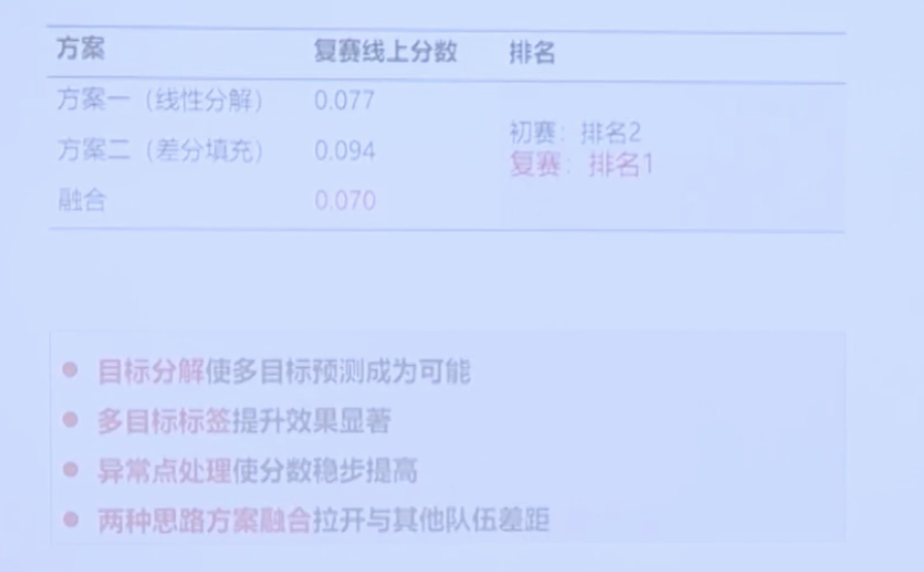 方案 复赛线上分数 排名
方案一（线性分解） 0.077
方案二（差分填充） 0.094
初赛：排名2
复赛：排名1
融合 0.070
目标分解使多目标预测成为可能
多目标标签提升效果显著
异常点处理使分数稳步提高
两种思路方案融合拉开与其他队伍差距